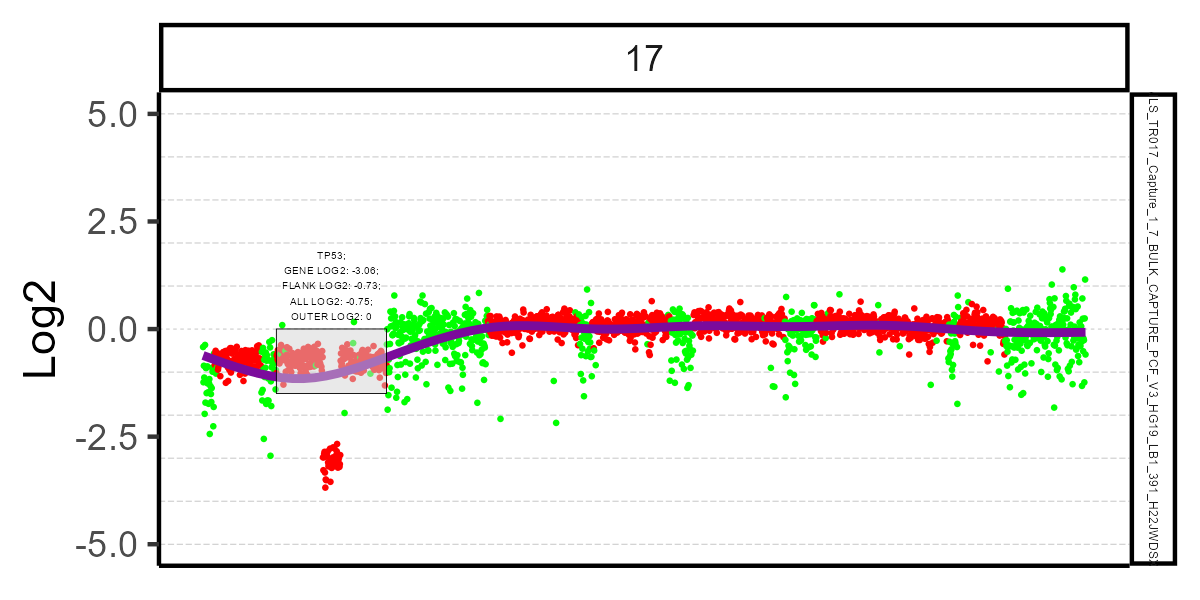 17
5.0
2.5
0.0
-2.5
-5.0
Log2
TP53;
GENE LOG2: -3.06;
FLANK LOG2: -0.73;
ALL LOG2: -0.75;
OUTER LOG2: 0
LS_TR017_Capture_1_7_BULK_CAPTURE_PCF_V3_HG19_LB1_391_H22JWDS